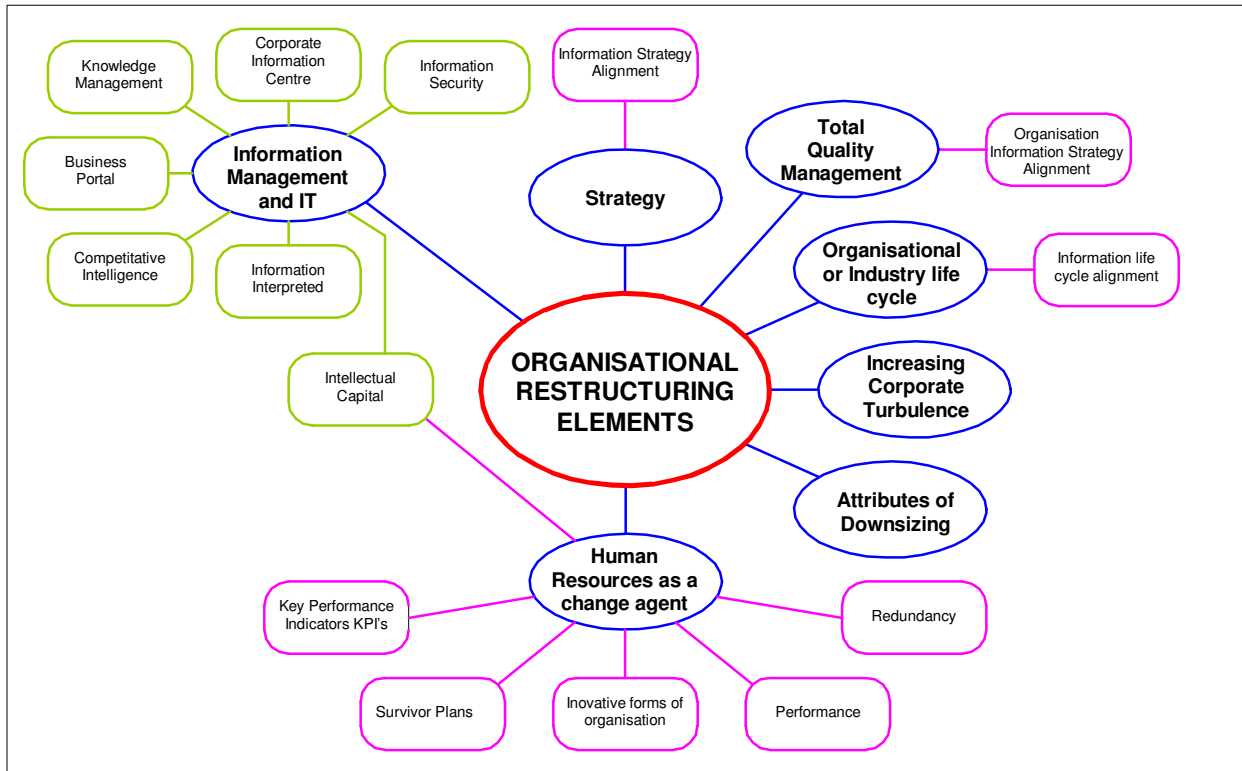 Knowledge
Management
Corporate
Information
Centre
Information
Security
Business
Portal
Information
Management
and IT
Competitative
Intelligence
Information
Interpreted
Intellectual
Capital
Information Strategy
Alignment
Strategy
Total
Quality
Management
Organisation
Information Strategy
Alignment
Organisational
or Industry life
cycle
Information life
cycle alignment
ORGANISATIONAL
RESTRUCTURING
ELEMENTS
Increasing
Corporate
Turbulence
Attributes of
Downsizing
Human
Resources as a
change agent
Key Performance
Indicators KPI's
Redundancy
Survivor Plans
Inovative forms of
organisation
Performance